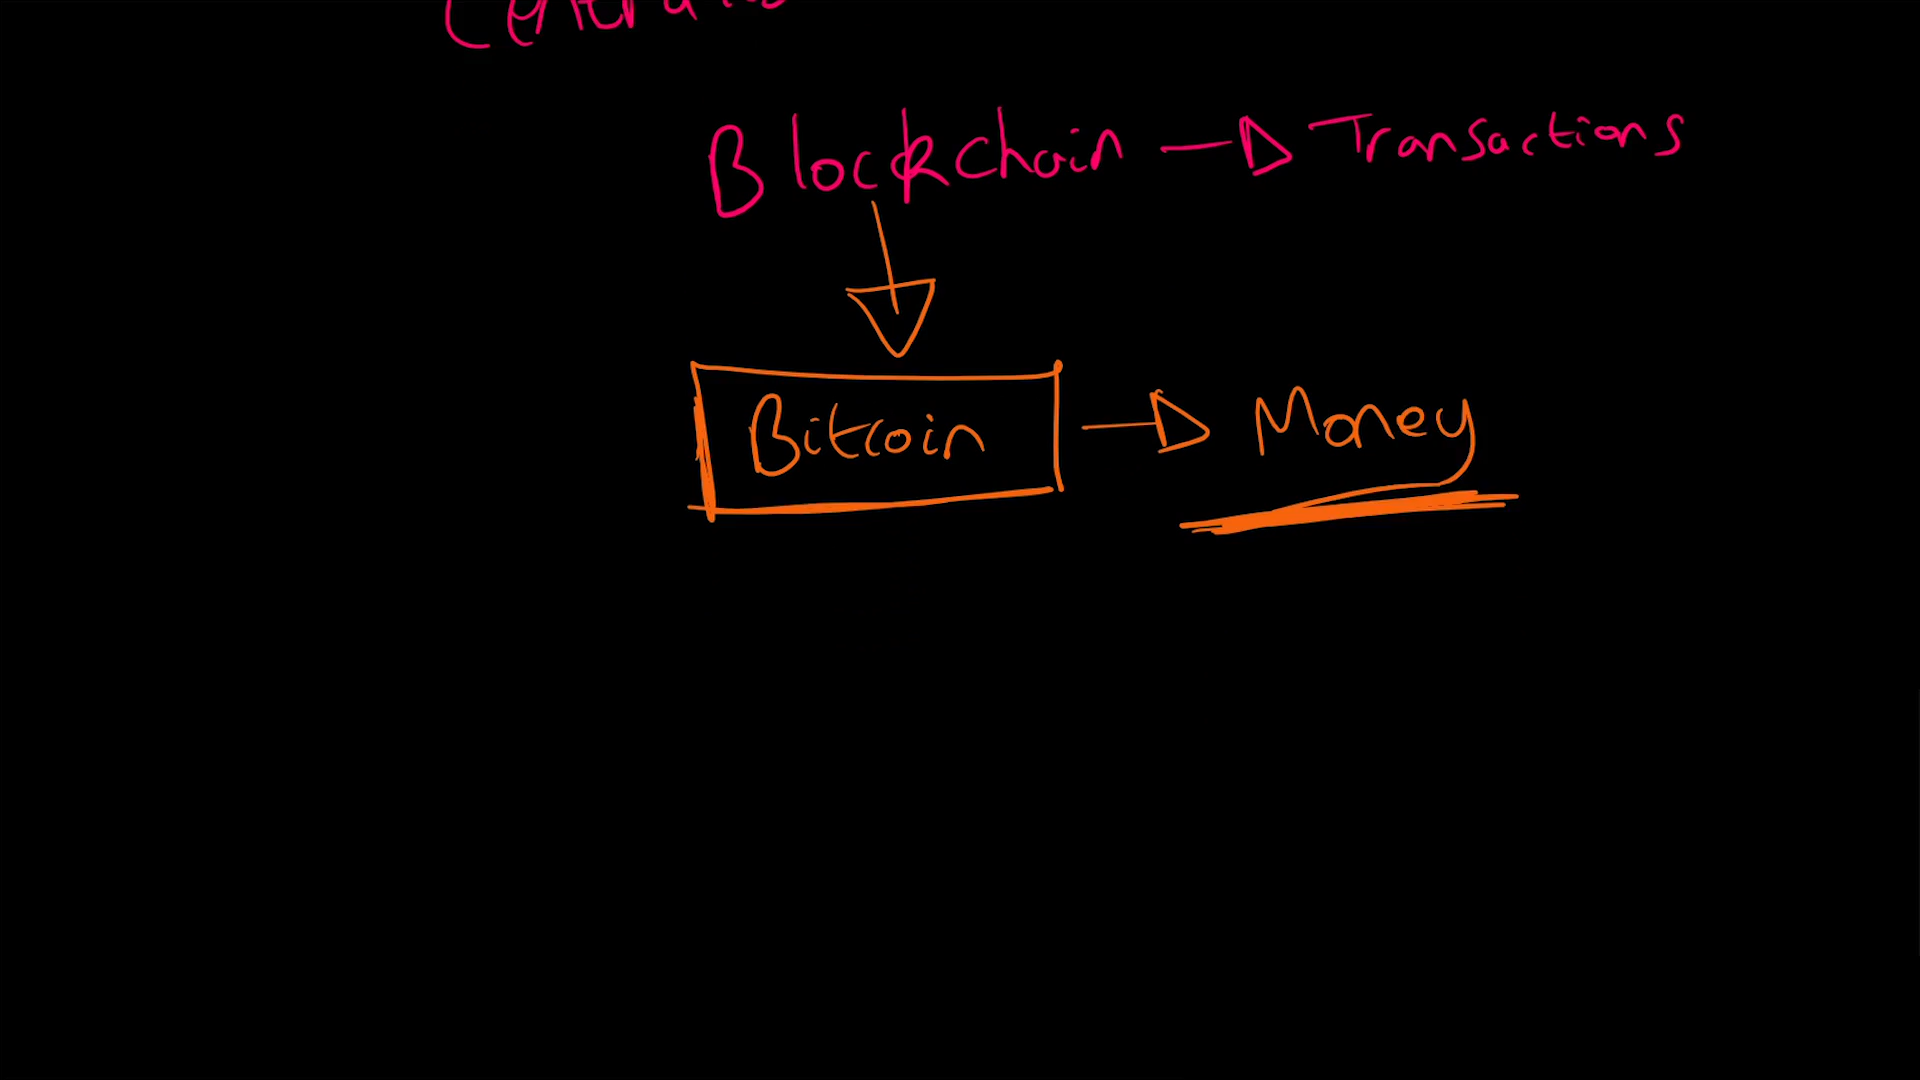 Blockchain → Transactions
Bitcoin → Money